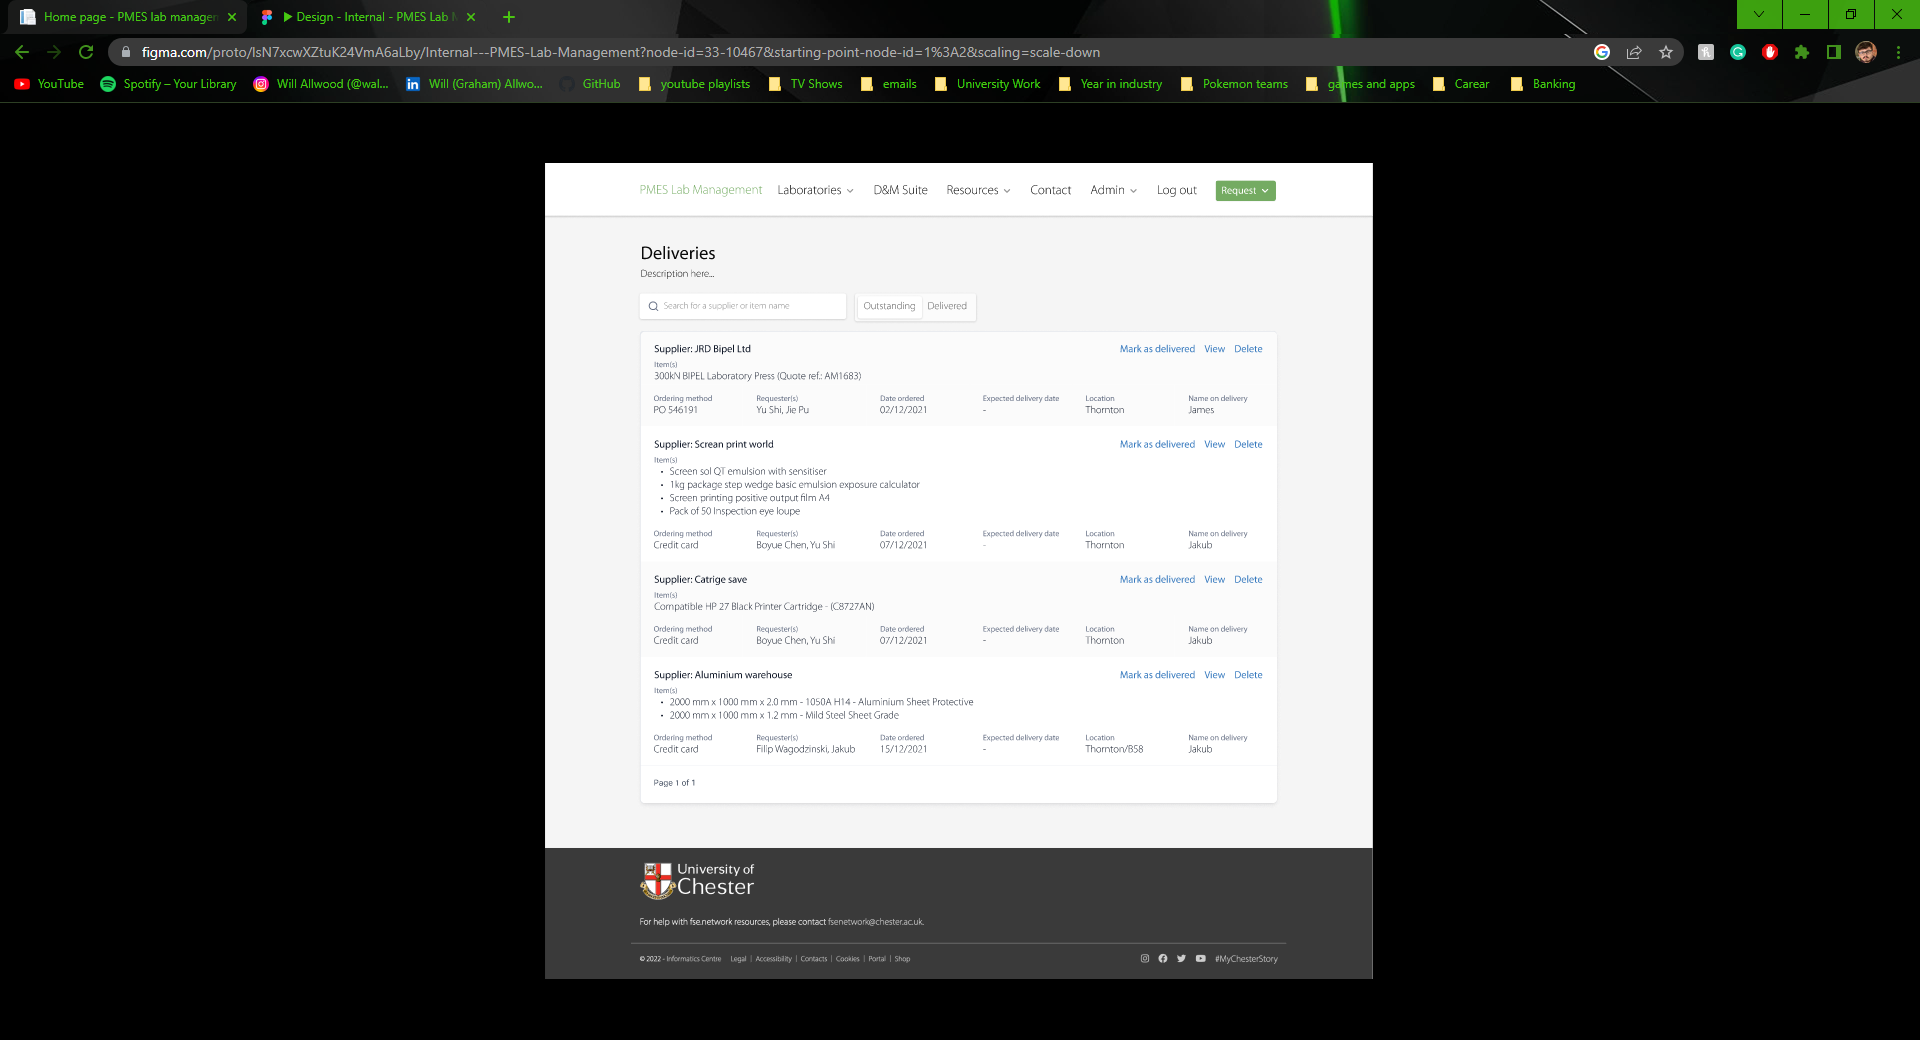 Home page - PMES lab managen
Design - Internal - PMES Lab M
figma.com/proto/lsN7xcwXZtuK24VmA6aLby/Internal---PMES-Lab-Management?node-id=33-10467&starting-point-node-id=1%3A2&scaling=scale-down
YouTube
Spotify – Your Library
Will Allwood (@wal...
Will (Graham) Allwo...
GitHub
youtube playlists
TV Shows
emails
University Work
Year in industry
Pokemon teams
games and apps
Carear
Banking
PMES Lab Management
Laboratories
D&M Suite
Resources
Contact
Admin
Log out
Request
Deliveries
Description here...
Search for a supplier or item name
Outstanding
Delivered
Supplier: JRD Bipel Ltd
Mark as delivered View Delete
Item(s)
300kN BIPEL Laboratory Press (Quote ref.: AM1683)
Ordering method Requester(s) Date ordered Expected delivery date Location Name on delivery
PO 546191 Yu Shi, Jie Pu 02/12/2021 - Thornton James
Supplier: Screan print world
Mark as delivered View Delete
Item(s)
• Screen sol QT emulsion with sensitiser
• 1kg package step wedge basic emulsion exposure calculator
• Screen printing positive output film A4
• Pack of 50 Inspection eye loupe
Ordering method Requester(s) Date ordered Expected delivery date Location Name on delivery
Credit card Boyue Chen, Yu Shi 07/12/2021 - Thornton Jakub
Supplier: Catrige save
Mark as delivered View Delete
Item(s)
Compatible HP 27 Black Printer Cartridge - (C8727AN)
Ordering method Requester(s) Date ordered Expected delivery date Location Name on delivery
Credit card Boyue Chen, Yu Shi 07/12/2021 - Thornton Jakub
Supplier: Aluminium warehouse
Mark as delivered View Delete
Item(s)
• 2000 mm x 1000 mm x 2.0 mm - 1050A H14 - Aluminium Sheet Protective
• 2000 mm x 1000 mm x 1.2 mm - Mild Steel Sheet Grade
Ordering method Requester(s) Date ordered Expected delivery date Location Name on delivery
Credit card Filip Wagodzinski, Jakub 15/12/2021 - Thornton/B58 Jakub
Page 1 of 1
University of
Chester
For help with fse.network resources, please contact fsenetwork@chester.ac.uk.
© 2022 - Informatics Centre Legal | Accessibility | Contacts | Cookies | Portal | Shop
#MyChesterStory